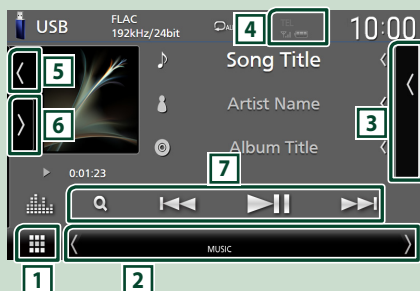 USB
FLAC
192kHz/24bit
4
10:00
5
Song Title
6
Artist Name
3
Album Title
0:01:23
7
MUSIC
1
2